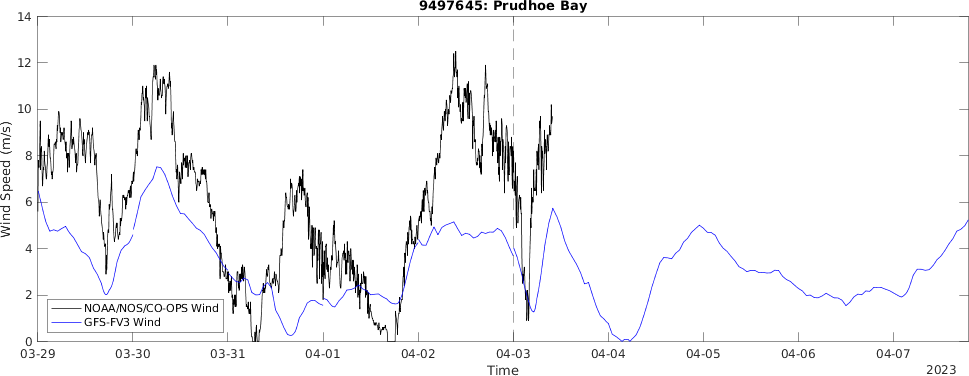 9497645: Prudhoe Bay
14
12
10
8
6
4
2
0
Wind Speed (m/s)
NOAA/NOS/CO-OPS Wind
GFS-FV3 Wind
03-29 03-30 03-31 04-01 04-02 04-03 04-04 04-05 04-06 04-07
Time
2023